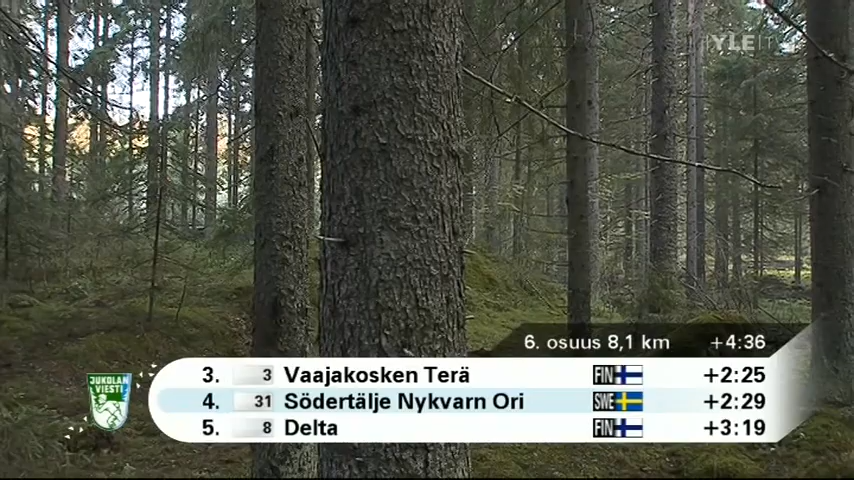 YLE
6. osuus 8,1 km +4:36
3. 3 Vaajakosken Terä FIN +2:25
JUKOLAN
VIESTI
4. 31 Södertälje Nykvarn Ori SWE +2:29
5. 8 Delta FIN +3:19